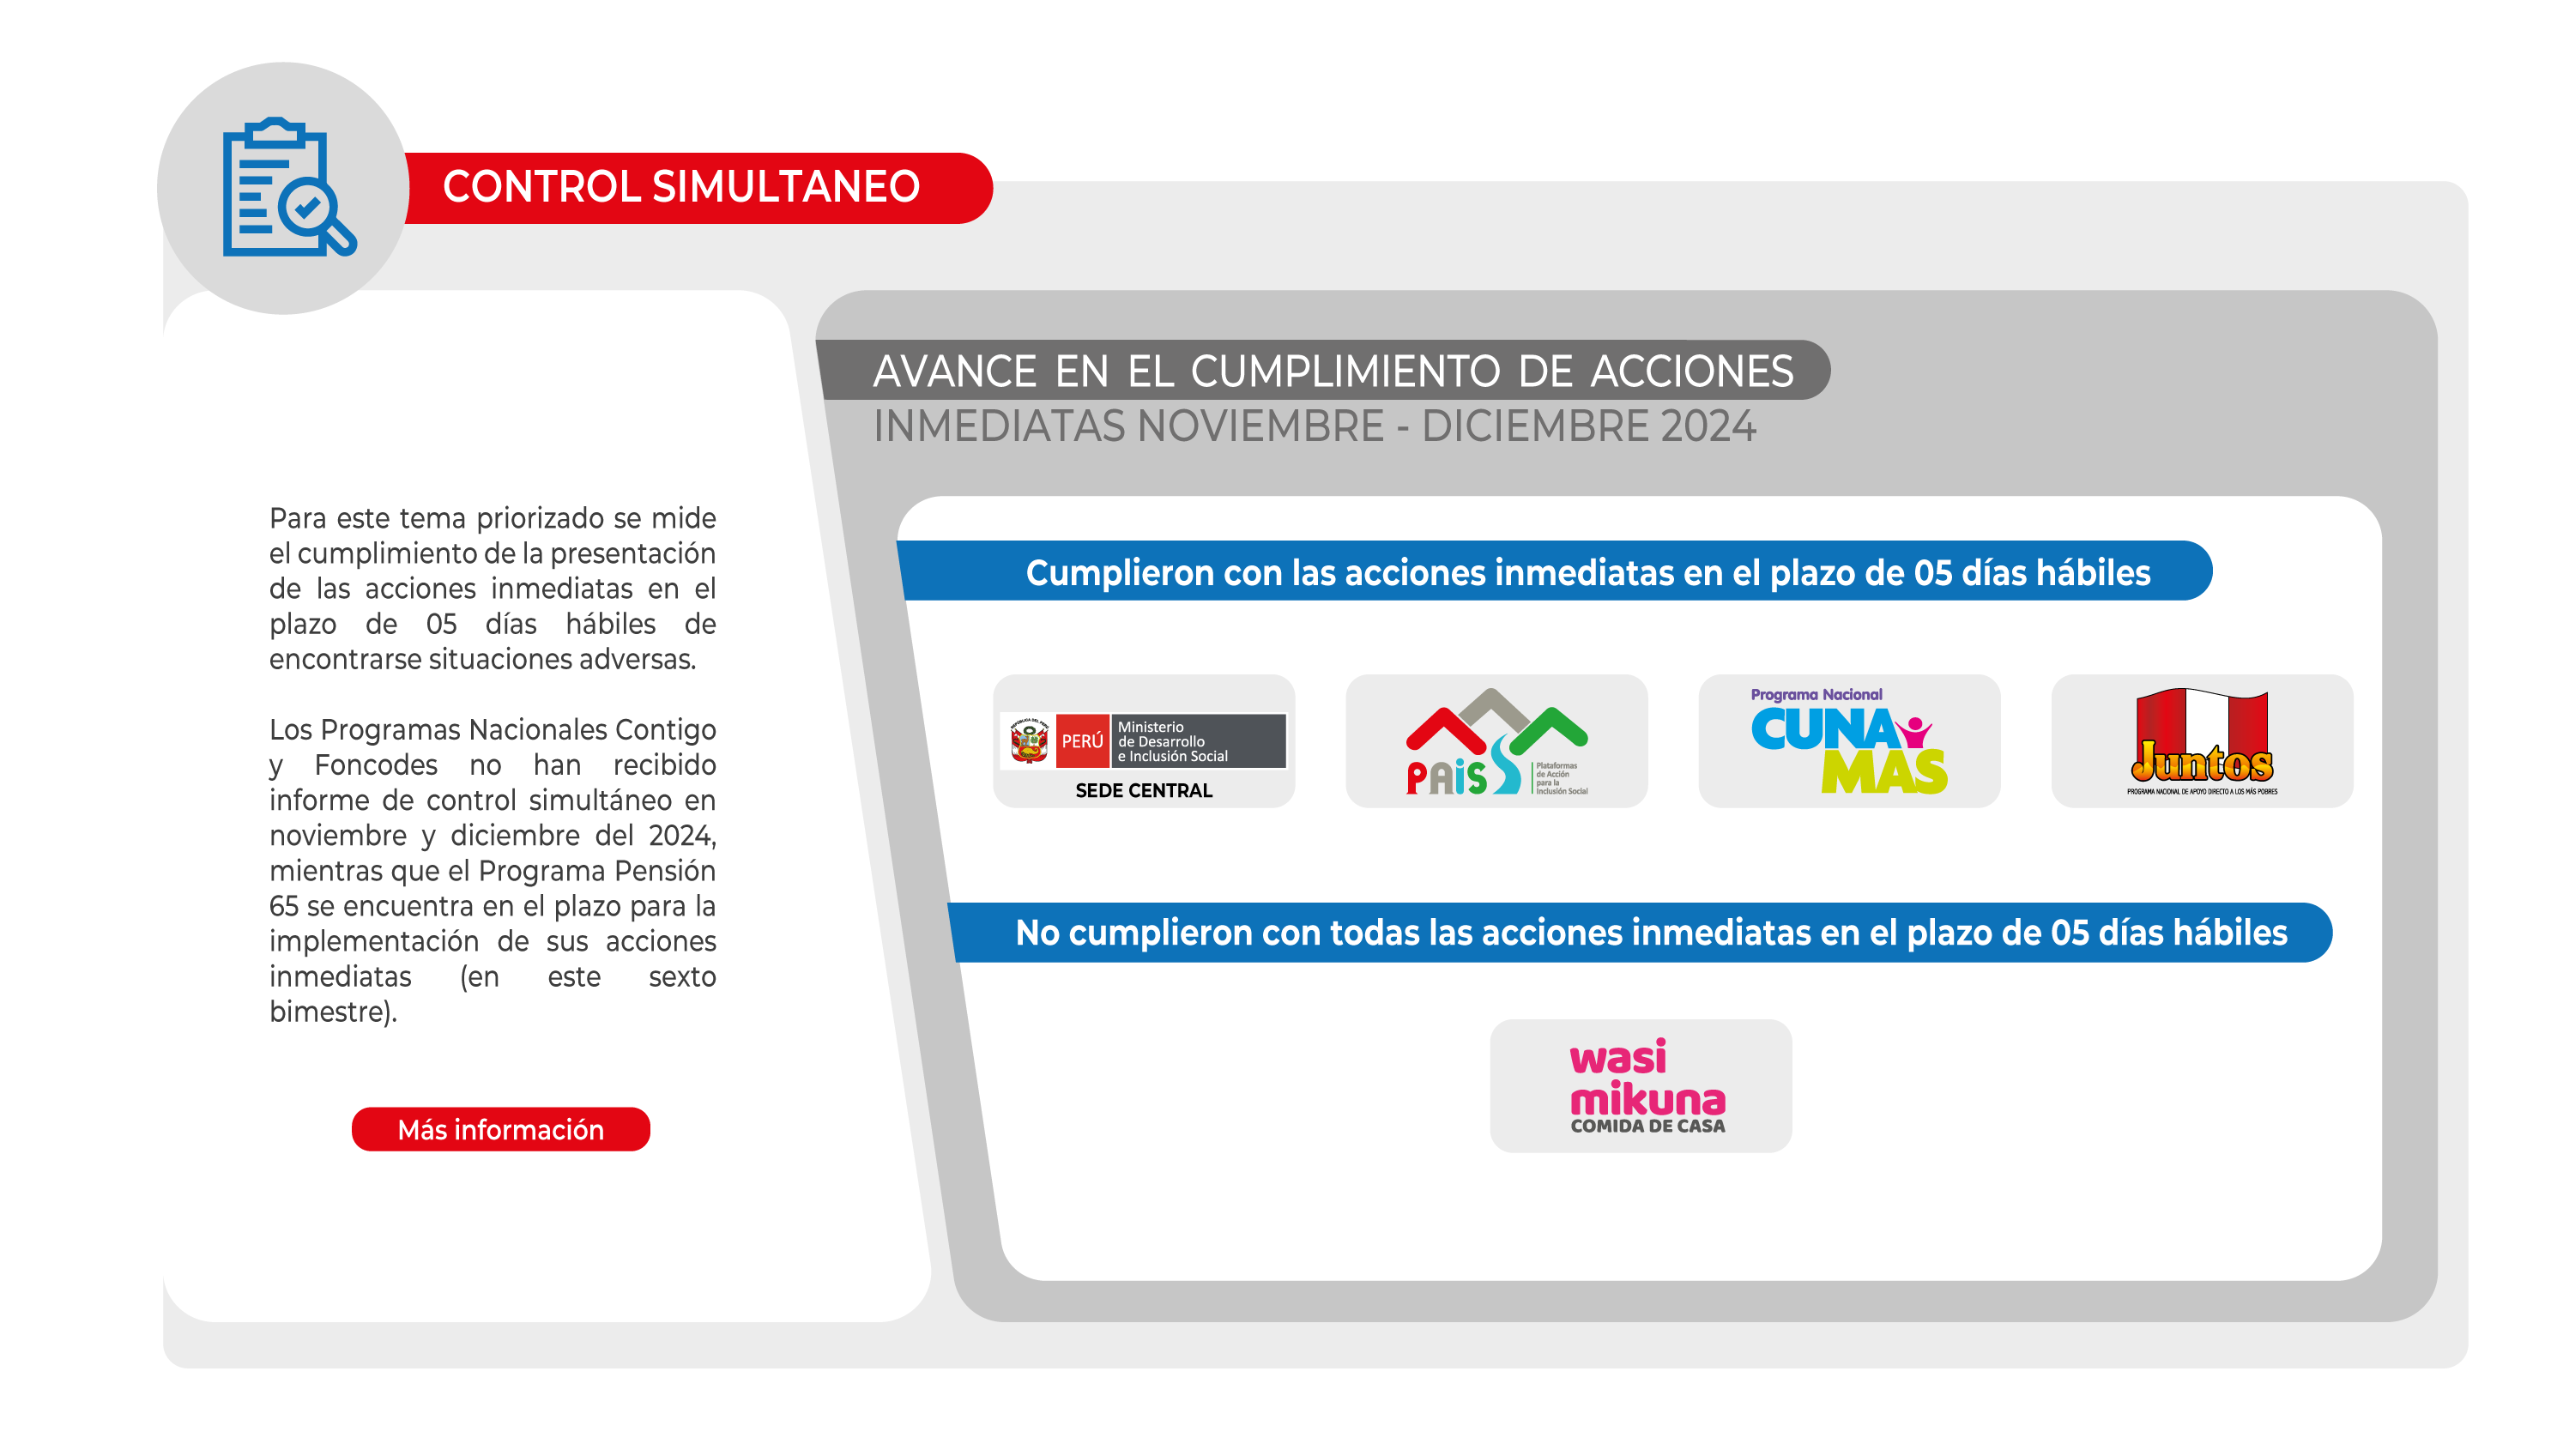 CONTROL SIMULTANEO
Para este tema priorizado se mide
el cumplimiento de la presentación
de las acciones inmediatas en el
plazo de 05 días hábiles de
encontrarse situaciones adversas.
Los Programas Nacionales Contigo
y Foncodes no han recibido
informe de control simultáneo en
noviembre y diciembre del 2024,
mientras que el Programa Pensión
65 se encuentra en el plazo para la
implementación de sus acciones
inmediatas (en este sexto
bimestre).
Más información
AVANCE EN EL CUMPLIMIENTO DE ACCIONES
INMEDIATAS NOVIEMBRE - DICIEMBRE 2024
Cumplieron con las acciones inmediatas en el plazo de 05 días hábiles
REPÚBLICA DEL PERÚ
PERÚ
Ministerio
de Desarrollo
e Inclusión Social
SEDE CENTRAL
PAiS
Plataformas
de Acción
para la
Inclusión Social
Programa Nacional
CUNA
MAS
Juntos
PROGRAMA NACIONAL DE APOYO DIRECTO A LOS MÁS POBRES
No cumplieron con todas las acciones inmediatas en el plazo de 05 días hábiles
wasi
mikuna
COMIDA DE CASA